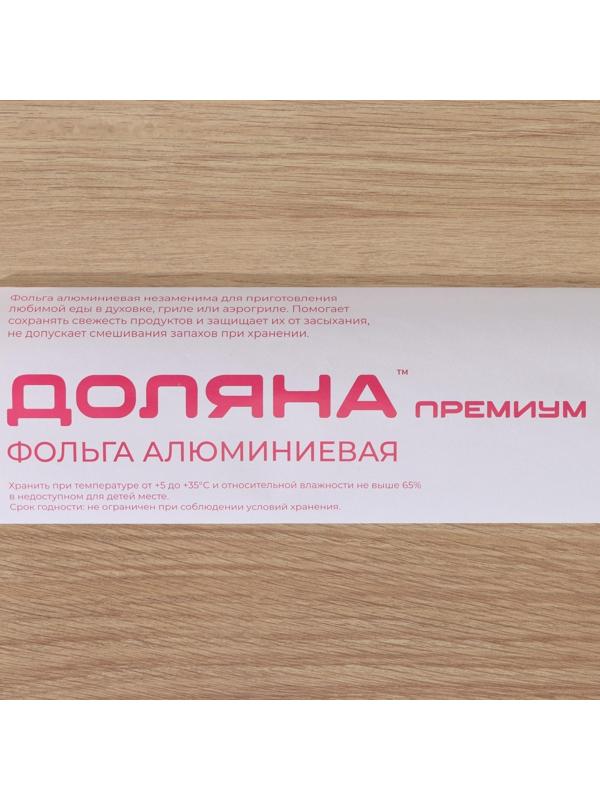 Фольга алюминиевая незаменима для приготовления
любимой еды в духовке, гриле или аэрогриле. Помогает
сохранять свежесть продуктов и защищает их от засыхания,
не допускает смешивания запахов при хранении.
ДОЛЯНА™ ПРЕМИУМ
ФОЛЬГА АЛЮМИНИЕВАЯ
Хранить при температуре от +5 до +35°С и относительной влажности не выше 65%
в недоступном для детей месте.
Срок годности: не ограничен при соблюдении условий хранения.